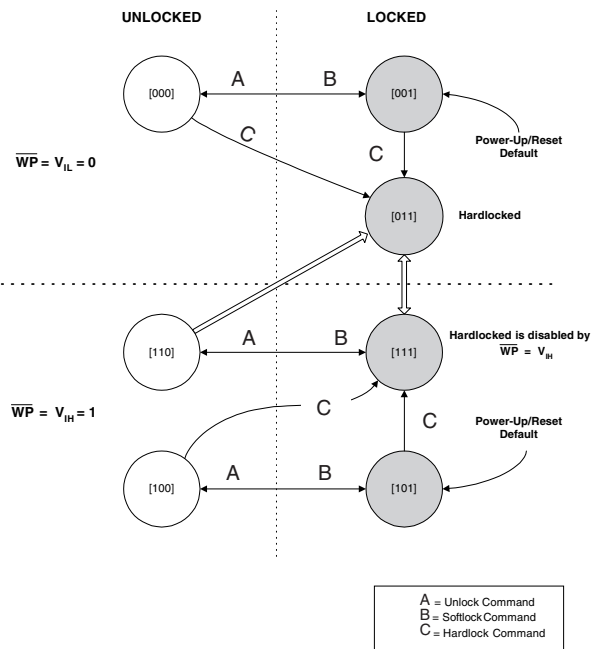 UNLOCKED LOCKED
A B
[000] [001]
C
C
Power-Up/Reset
Default
WP = VIL = 0
[011] Hardlocked
A B
[110] [111]
Hardlocked is disabled by
WP = VIH
WP = VIH = 1
C
C
Power-Up/Reset
Default
A B
[100] [101]
A = Unlock Command
B = Softlock Command
C = Hardlock Command